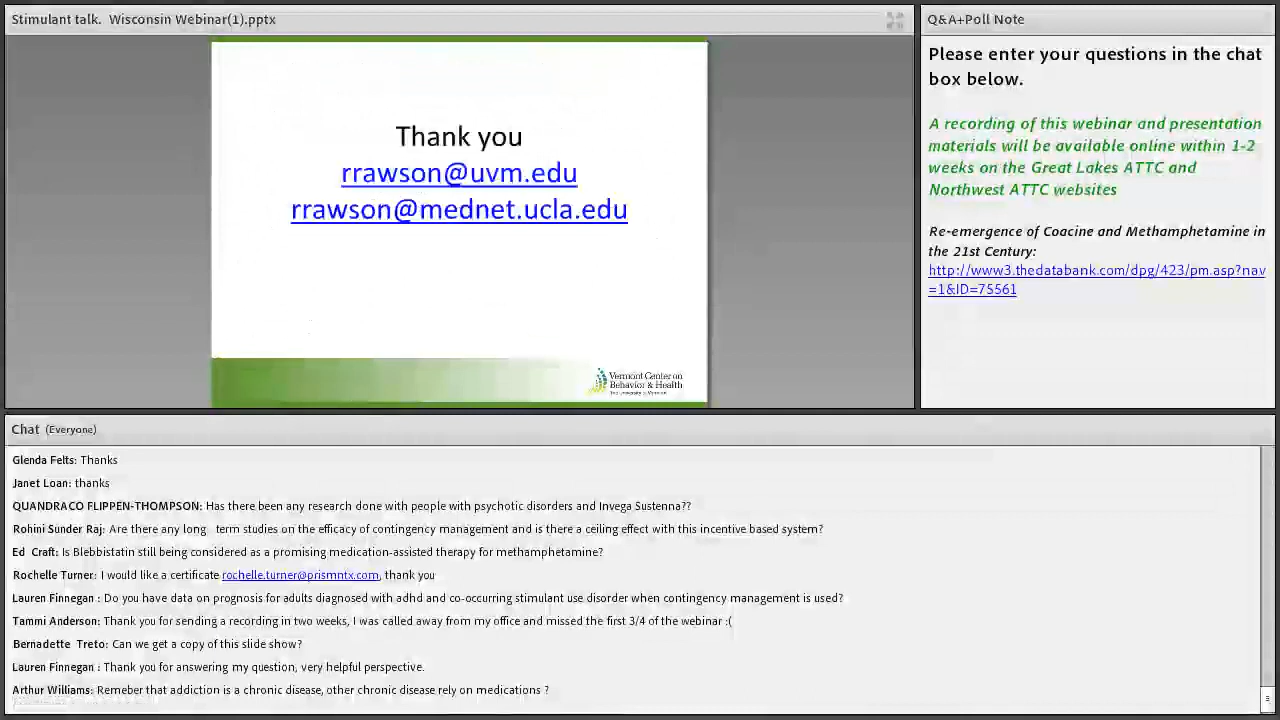 Stimulant talk. Wisconsin Webinar(1).pptx
Thank you
rrawson@uvm.edu
rrawson@mednet.ucla.edu
Vermont Center on
Behavior & Health
The University of Vermont
Q&A+Poll Note
Please enter your questions in the chat
box below.
A recording of this webinar and presentation
materials will be available online within 1-2
weeks on the Great Lakes ATTC and
Northwest ATTC websites
Re-emergence of Coacine and Methamphetamine in
the 21st Century:
http://www3.thedatabank.com/dpg/423/pm.asp?nav
=1&ID=75561
Chat (Everyone)
Glenda Felts: Thanks
Janet Loan: thanks
QUANDRACO FLIPPEN-THOMPSON: Has there been any research done with people with psychotic disorders and Invega Sustenna??
Rohini Sunder Raj: Are there any long term studies on the efficacy of contingency management and is there a ceiling effect with this incentive based system?
Ed Craft: Is Blebbistatin still being considered as a promising medication-assisted therapy for methamphetamine?
Rochelle Turner: I would like a certificate rochelle.turner@prismntx.com, thank you
Lauren Finnegan : Do you have data on prognosis for adults diagnosed with adhd and co-occurring stimulant use disorder when contingency management is used?
Tammi Anderson: Thank you for sending a recording in two weeks, I was called away from my office and missed the first 3/4 of the webinar :(
Bernadette Treto: Can we get a copy of this slide show?
Lauren Finnegan : Thank you for answering my question, very helpful perspective.
Arthur Williams: Remeber that addiction is a chronic disease, other chronic disease rely on medications ?